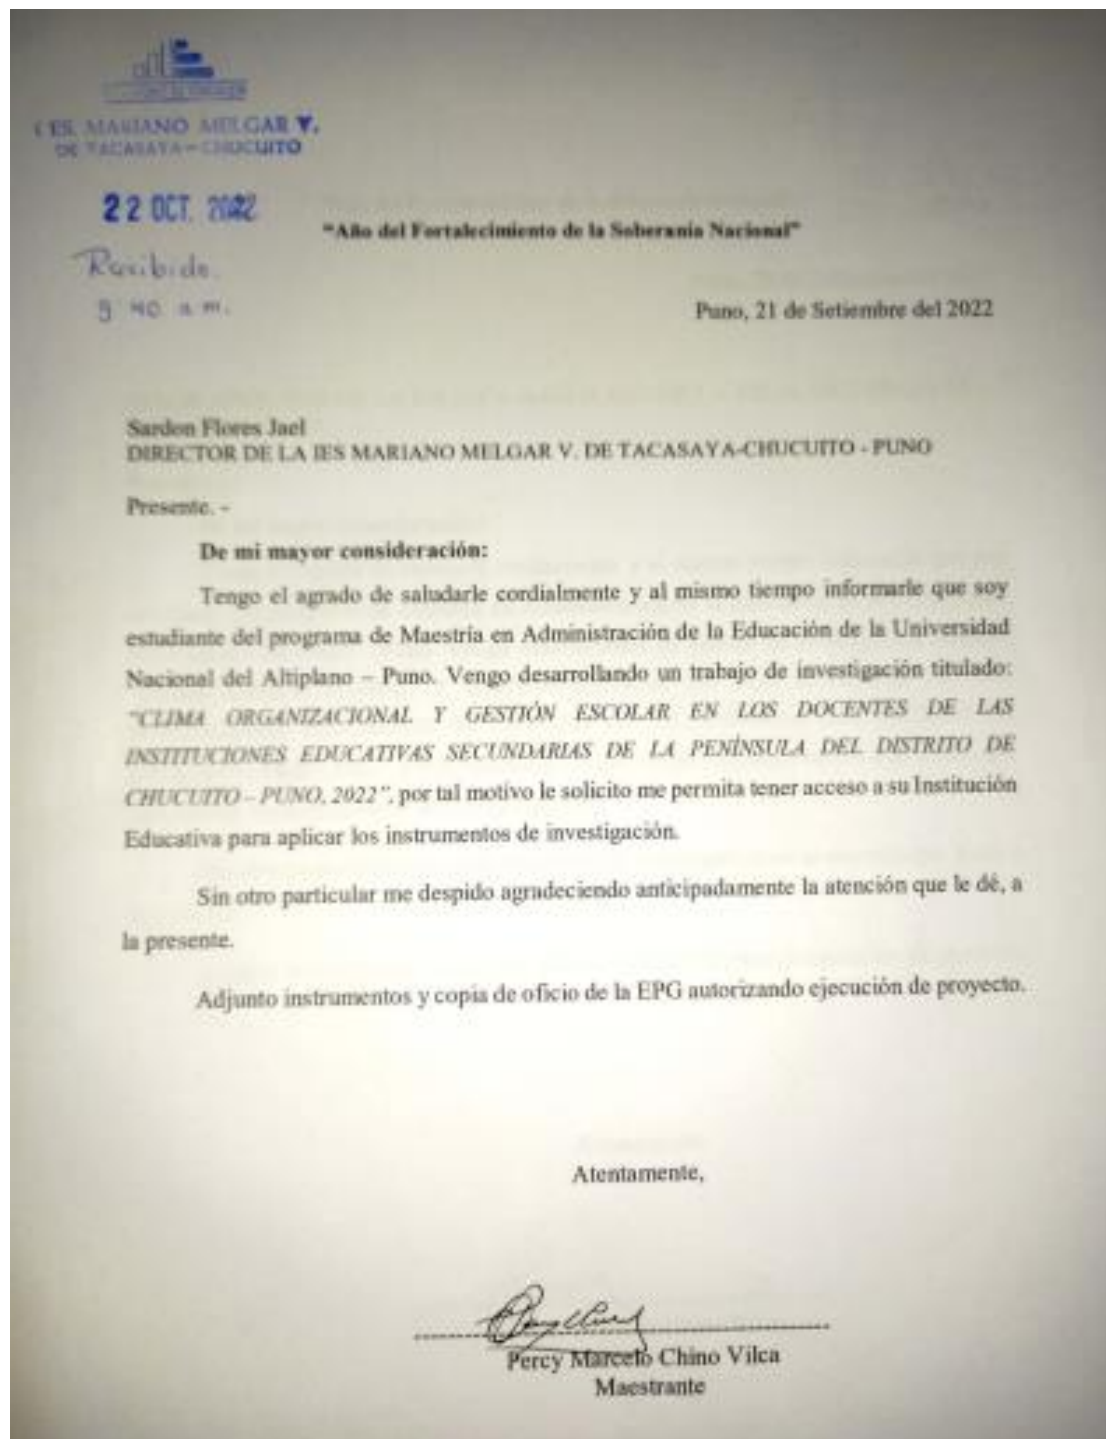 IES. MARIANO MELGAR V.
DE TACASAYA - CHUCUITO
22 OCT. 2022
Recibido
9 40 a.m.
"Año del Fortalecimiento de la Soberanía Nacional"
Puno, 21 de Setiembre del 2022
Sardon Flores Jael
DIRECTOR DE LA IES MARIANO MELGAR V. DE TACASAYA-CHUCUITO - PUNO
Presente. -
De mi mayor consideración:
Tengo el agrado de saludarle cordialmente y al mismo tiempo informarle que soy
estudiante del programa de Maestría en Administración de la Educación de la Universidad
Nacional del Altiplano – Puno. Vengo desarrollando un trabajo de investigación titulado:
"CLIMA ORGANIZACIONAL Y GESTIÓN ESCOLAR EN LOS DOCENTES DE LAS
INSTITUCIONES EDUCATIVAS SECUNDARIAS DE LA PENÍNSULA DEL DISTRITO DE
CHUCUITO – PUNO, 2022", por tal motivo le solicito me permita tener acceso a su Institución
Educativa para aplicar los instrumentos de investigación.
Sin otro particular me despido agradeciendo anticipadamente la atención que le dé, a
la presente.
Adjunto instrumentos y copia de oficio de la EPG autorizando ejecución de proyecto.
Atentamente,
Percy Marcelo Chino Vilca
Maestrante